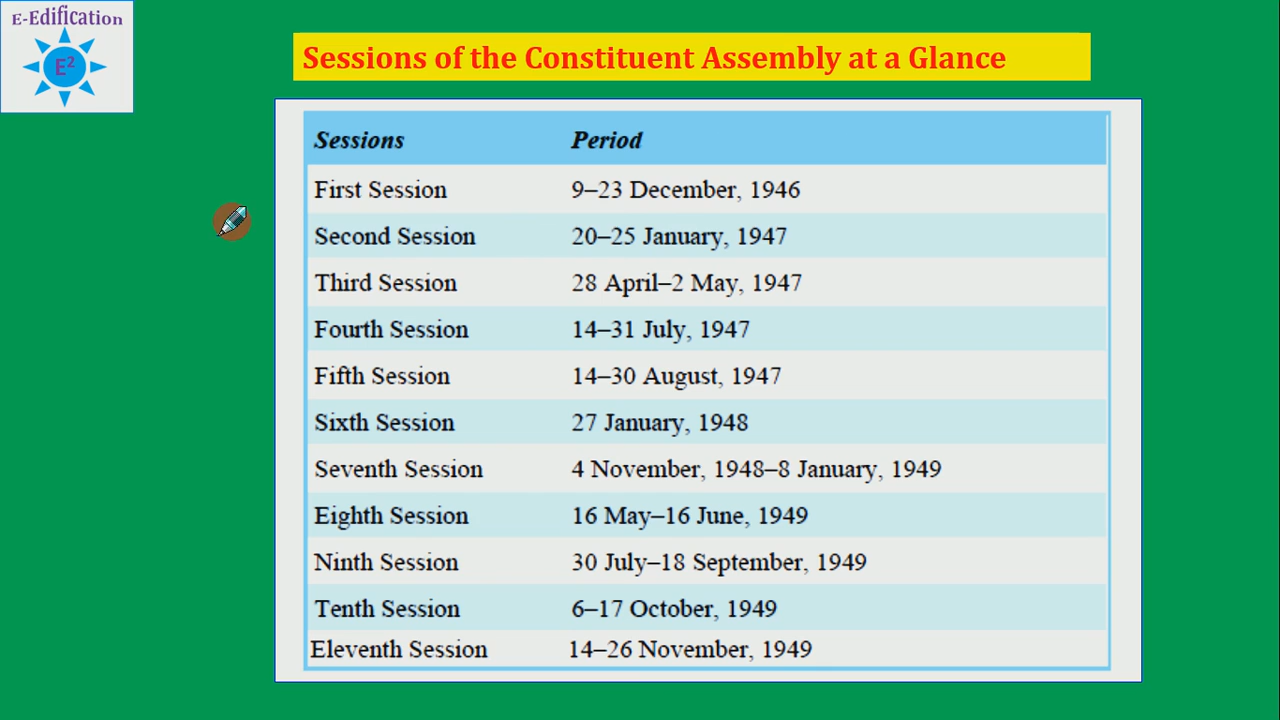 E-Edification
E²
Sessions of the Constituent Assembly at a Glance
Sessions Period
First Session 9–23 December, 1946
Second Session 20–25 January, 1947
Third Session 28 April–2 May, 1947
Fourth Session 14–31 July, 1947
Fifth Session 14–30 August, 1947
Sixth Session 27 January, 1948
Seventh Session 4 November, 1948–8 January, 1949
Eighth Session 16 May–16 June, 1949
Ninth Session 30 July–18 September, 1949
Tenth Session 6–17 October, 1949
Eleventh Session 14–26 November, 1949